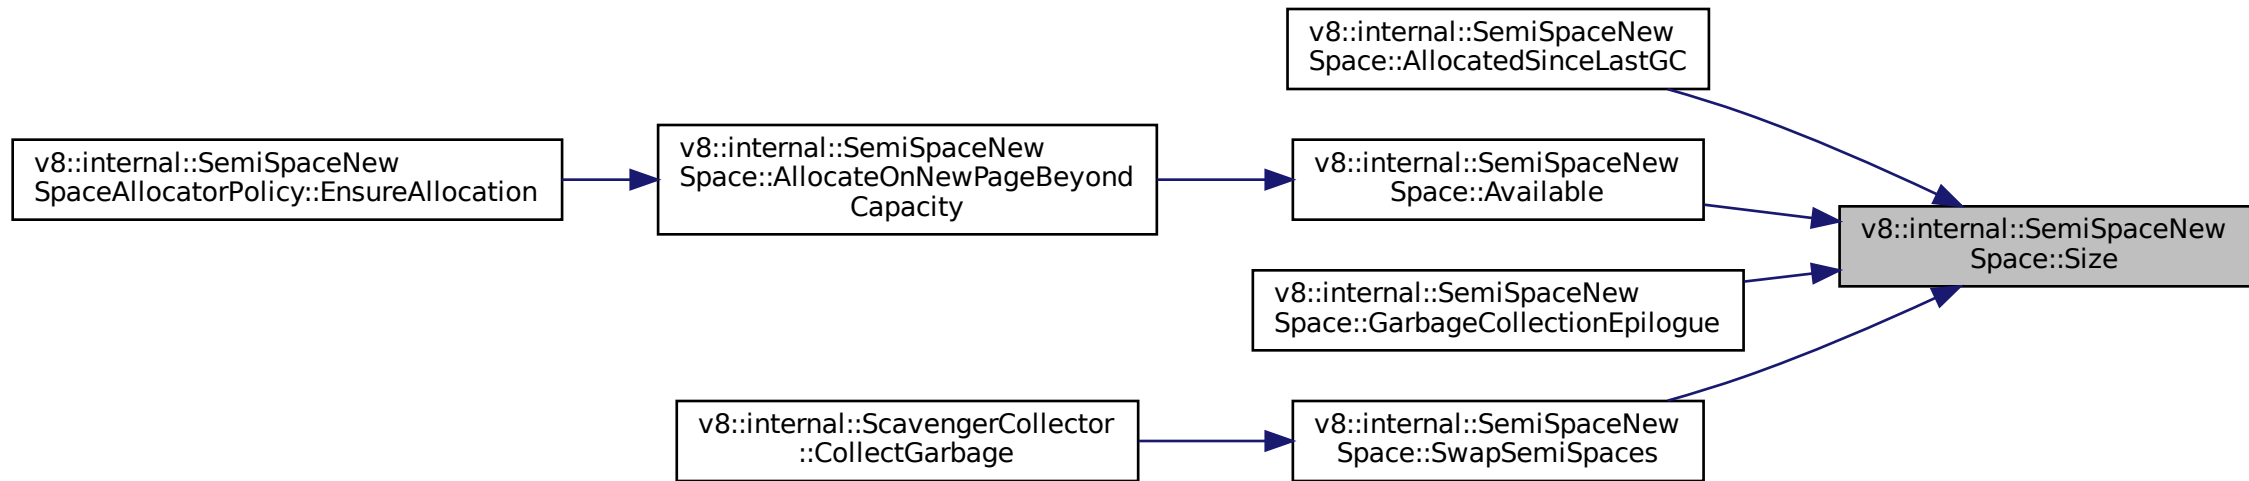 v8::internal::SemiSpaceNew
Space::AllocatedSinceLastGC
v8::internal::SemiSpaceNew
SpaceAllocatorPolicy::EnsureAllocation
v8::internal::SemiSpaceNew
Space::AllocateOnNewPageBeyond
Capacity
v8::internal::SemiSpaceNew
Space::Available
v8::internal::SemiSpaceNew
Space::Size
v8::internal::SemiSpaceNew
Space::GarbageCollectionEpilogue
v8::internal::ScavengerCollector
::CollectGarbage
v8::internal::SemiSpaceNew
Space::SwapSemiSpaces